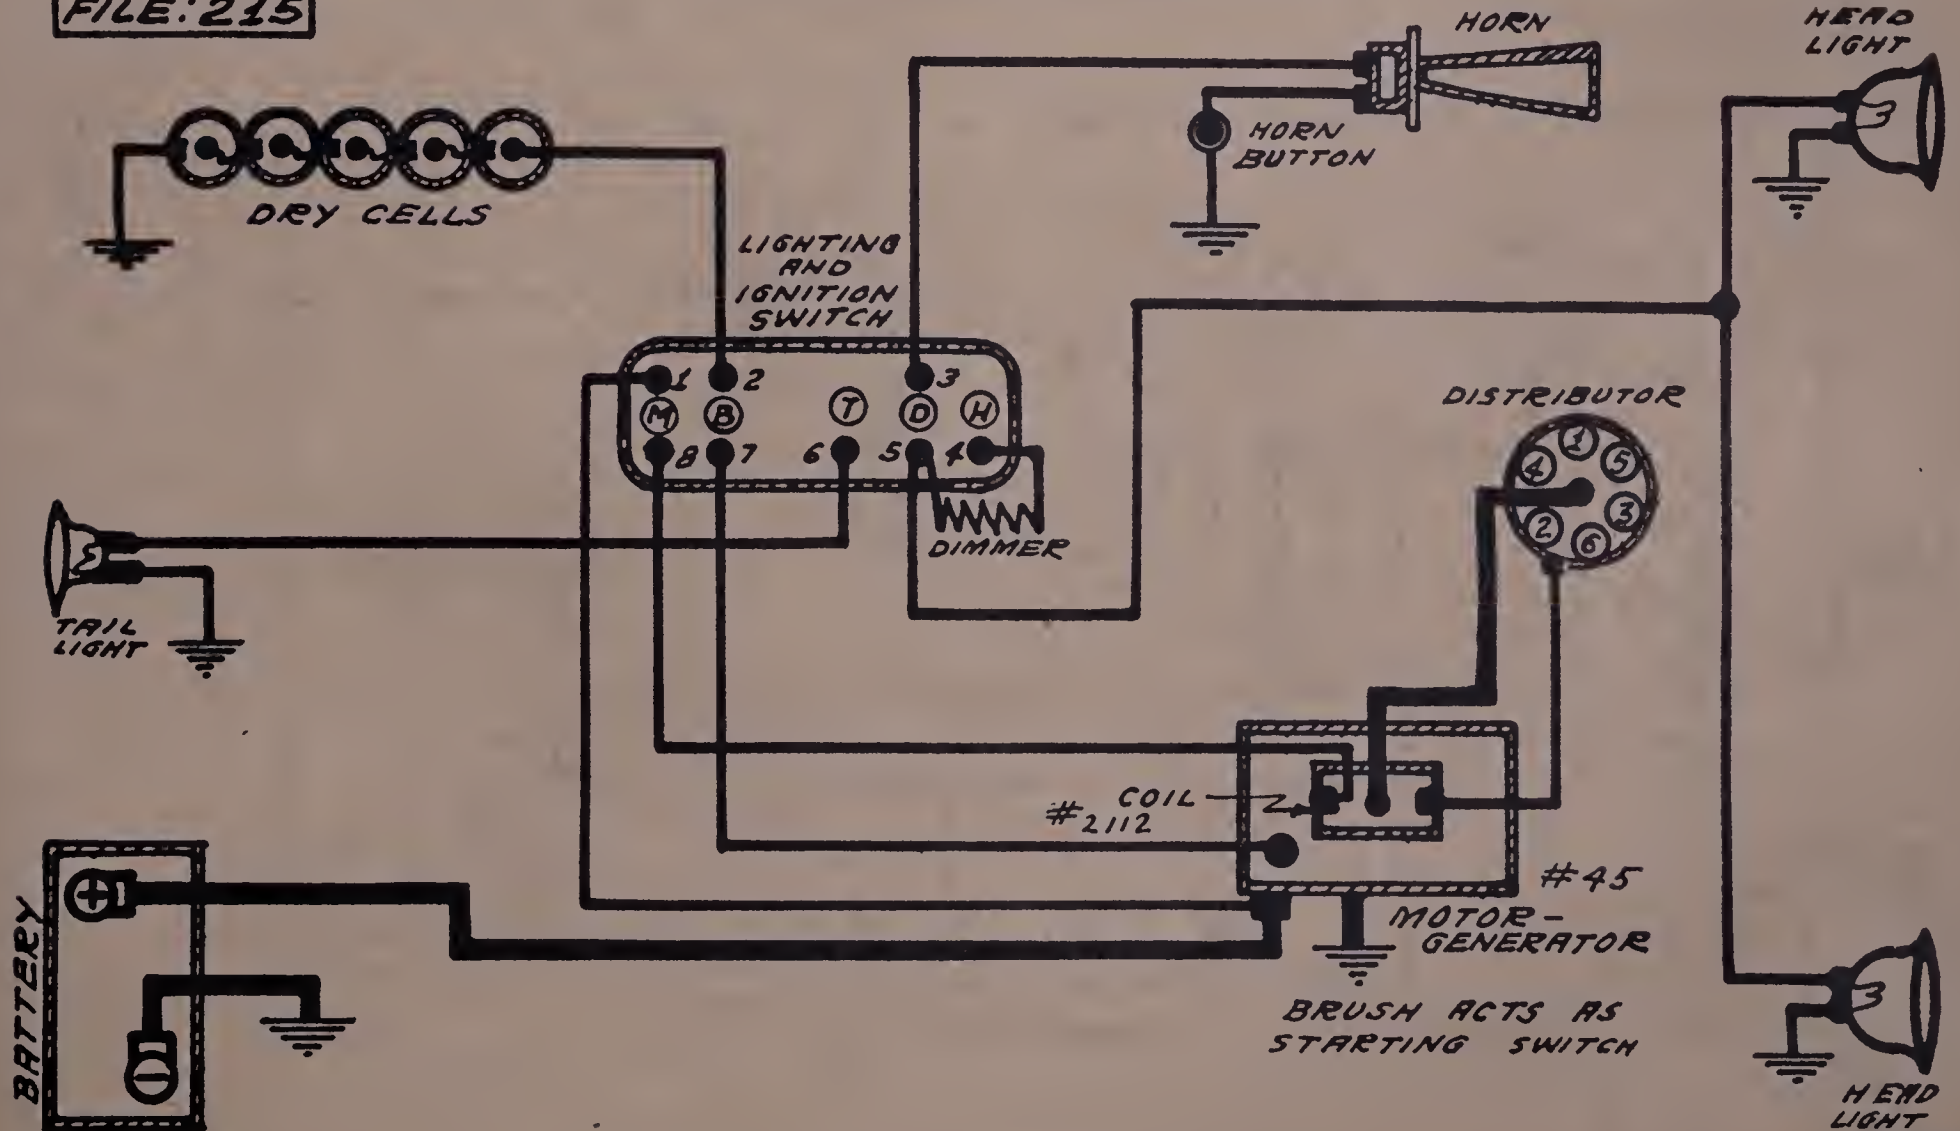 FILE: 215
HORN
HEAD
LIGHT
HORN
BUTTON
DRY CELLS
LIGHTING
AND
IGNITION
SWITCH
1
2
3
M
B
T
D
H
8
7
6
5
4
DIMMER
DISTRIBUTOR
1
5
3
6
2
4
TAIL
LIGHT
COIL
#2112
#45
MOTOR-
GENERATOR
BRUSH ACTS AS
STARTING SWITCH
BATTERY
+
−
HEAD
LIGHT